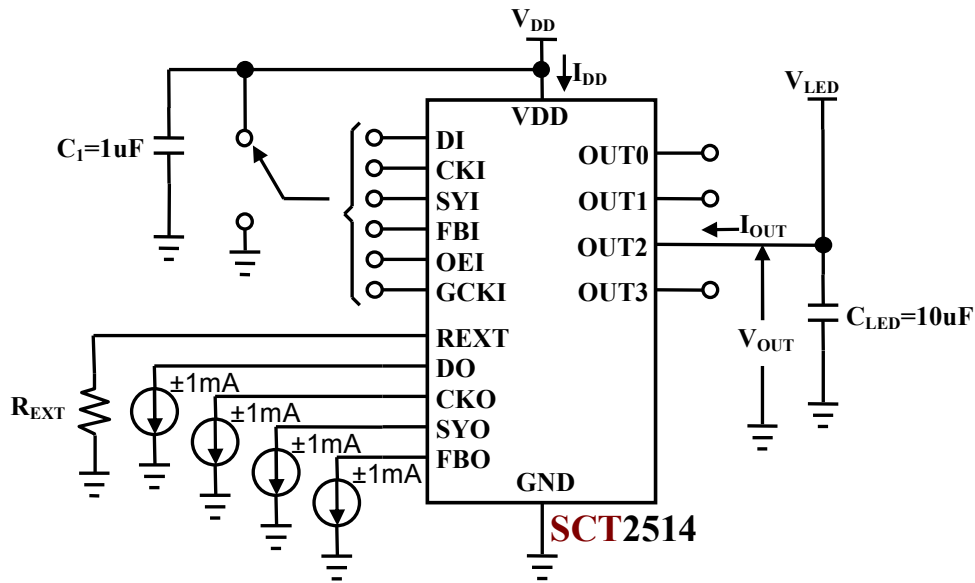 VDD
IDD
VLED
VDD
C1=1uF
DI
CKI
SYI
FBI
OEI
GCKI
REXT
DO
CKO
SYO
FBO
OUT0
OUT1
OUT2
OUT3
IOUT
VOUT
CLED=10uF
REXT
±1mA
±1mA
±1mA
±1mA
GND
SCT2514